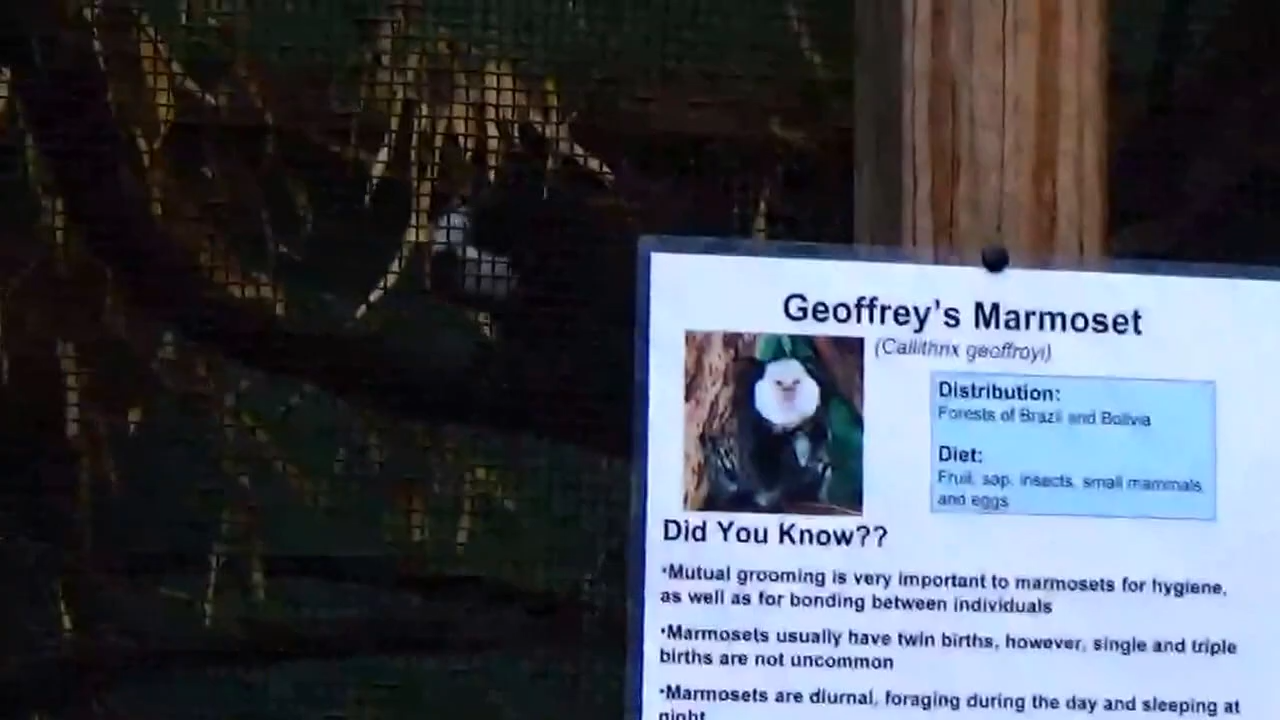 Geoffrey's Marmoset
(Callithrix geoffroyi)
Distribution:
Forests of Brazil and Bolivia
Diet:
Fruit, sap, insects, small mammals,
and eggs
Did You Know??
•Mutual grooming is very important to marmosets for hygiene,
as well as for bonding between individuals
•Marmosets usually have twin births, however, single and triple
births are not uncommon
•Marmosets are diurnal, foraging during the day and sleeping at
night